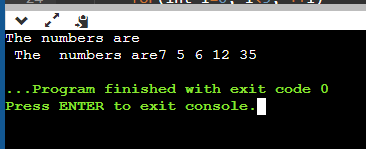 The numbers are
 The  numbers are7 5 6 12 35
...Program finished with exit code 0
Press ENTER to exit console.